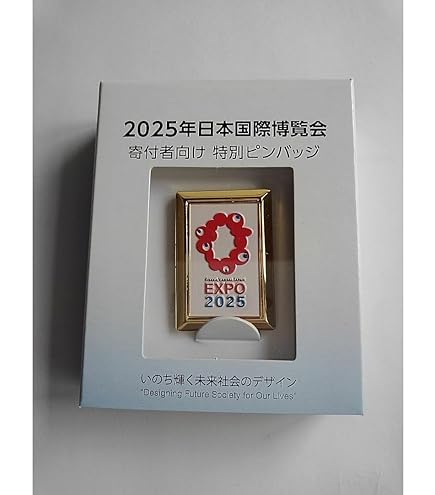 2025年日本国際博覧会
寄付者向け 特別ピンバッジ
EXPO
2025
いのち輝く未来社会のデザイン
"Designing Future Society for Our Lives"